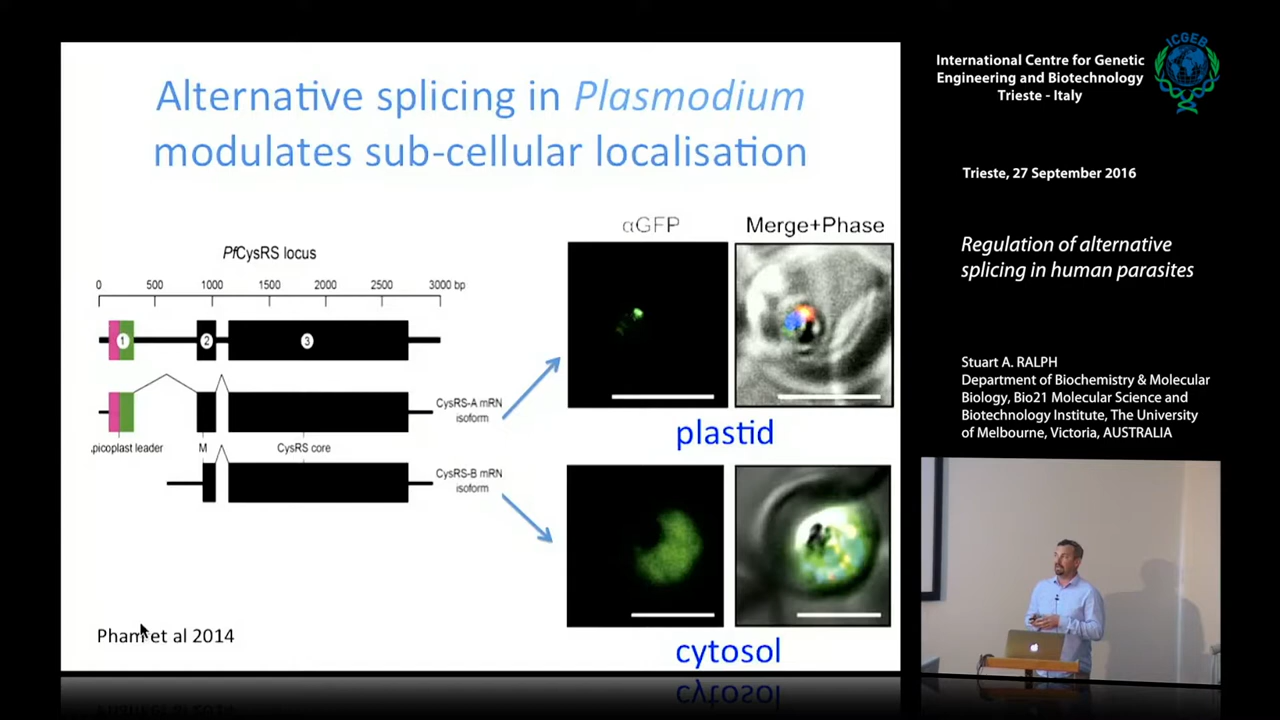 Alternative splicing in Plasmodium
modulates sub-cellular localisation
PfCysRS locus
0 500 1000 1500 2000 2500 3000 bp
1 2 3
CysRS-A mRN
isoform
picoplast leader M CysRS core
CysRS-B mRN
isoform
αGFP Merge+Phase
plastid
cytosol
Pham et al 2014
International Centre for Genetic
Engineering and Biotechnology
Trieste - Italy
ICGEB
Trieste, 27 September 2016
Regulation of alternative
splicing in human parasites
Stuart A. RALPH
Department of Biochemistry & Molecular
Biology, Bio21 Molecular Science and
Biotechnology Institute, The University
of Melbourne, Victoria, AUSTRALIA